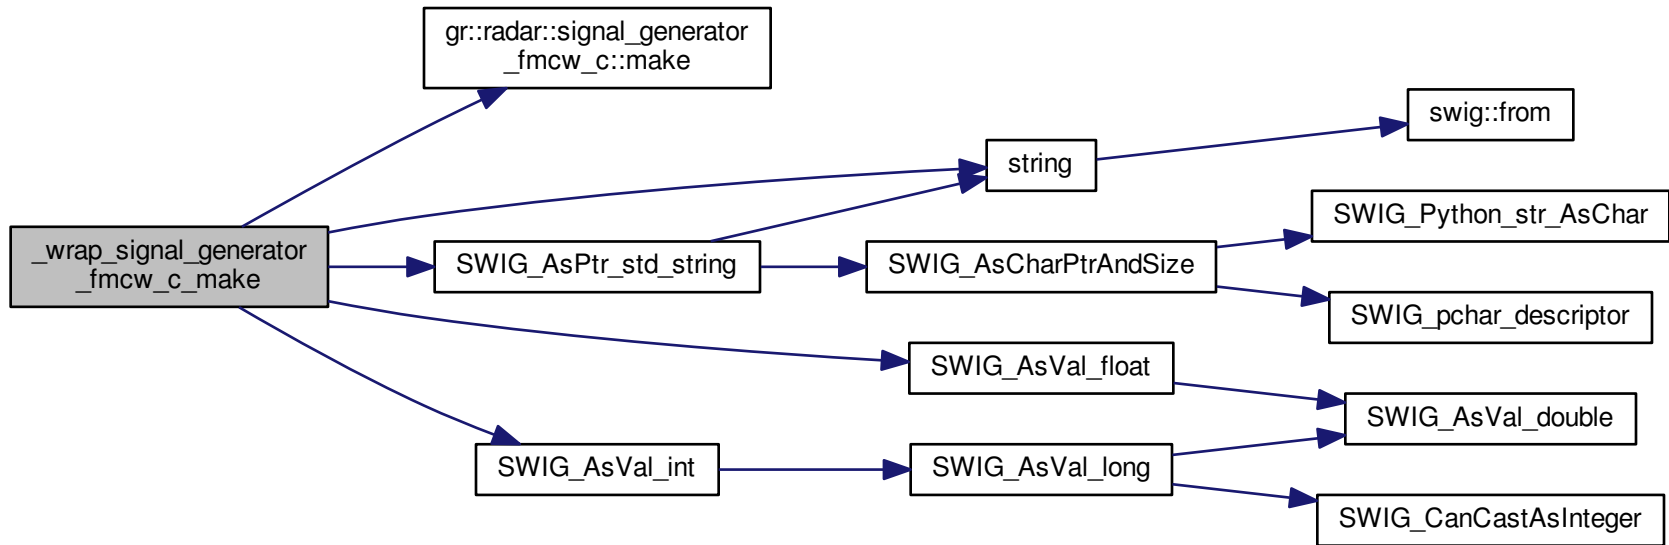 gr::radar::signal_generator
_fmcw_c::make
swig::from
string
SWIG_Python_str_AsChar
_wrap_signal_generator
_fmcw_c_make
SWIG_AsPtr_std_string
SWIG_AsCharPtrAndSize
SWIG_pchar_descriptor
SWIG_AsVal_float
SWIG_AsVal_double
SWIG_AsVal_int
SWIG_AsVal_long
SWIG_CanCastAsInteger